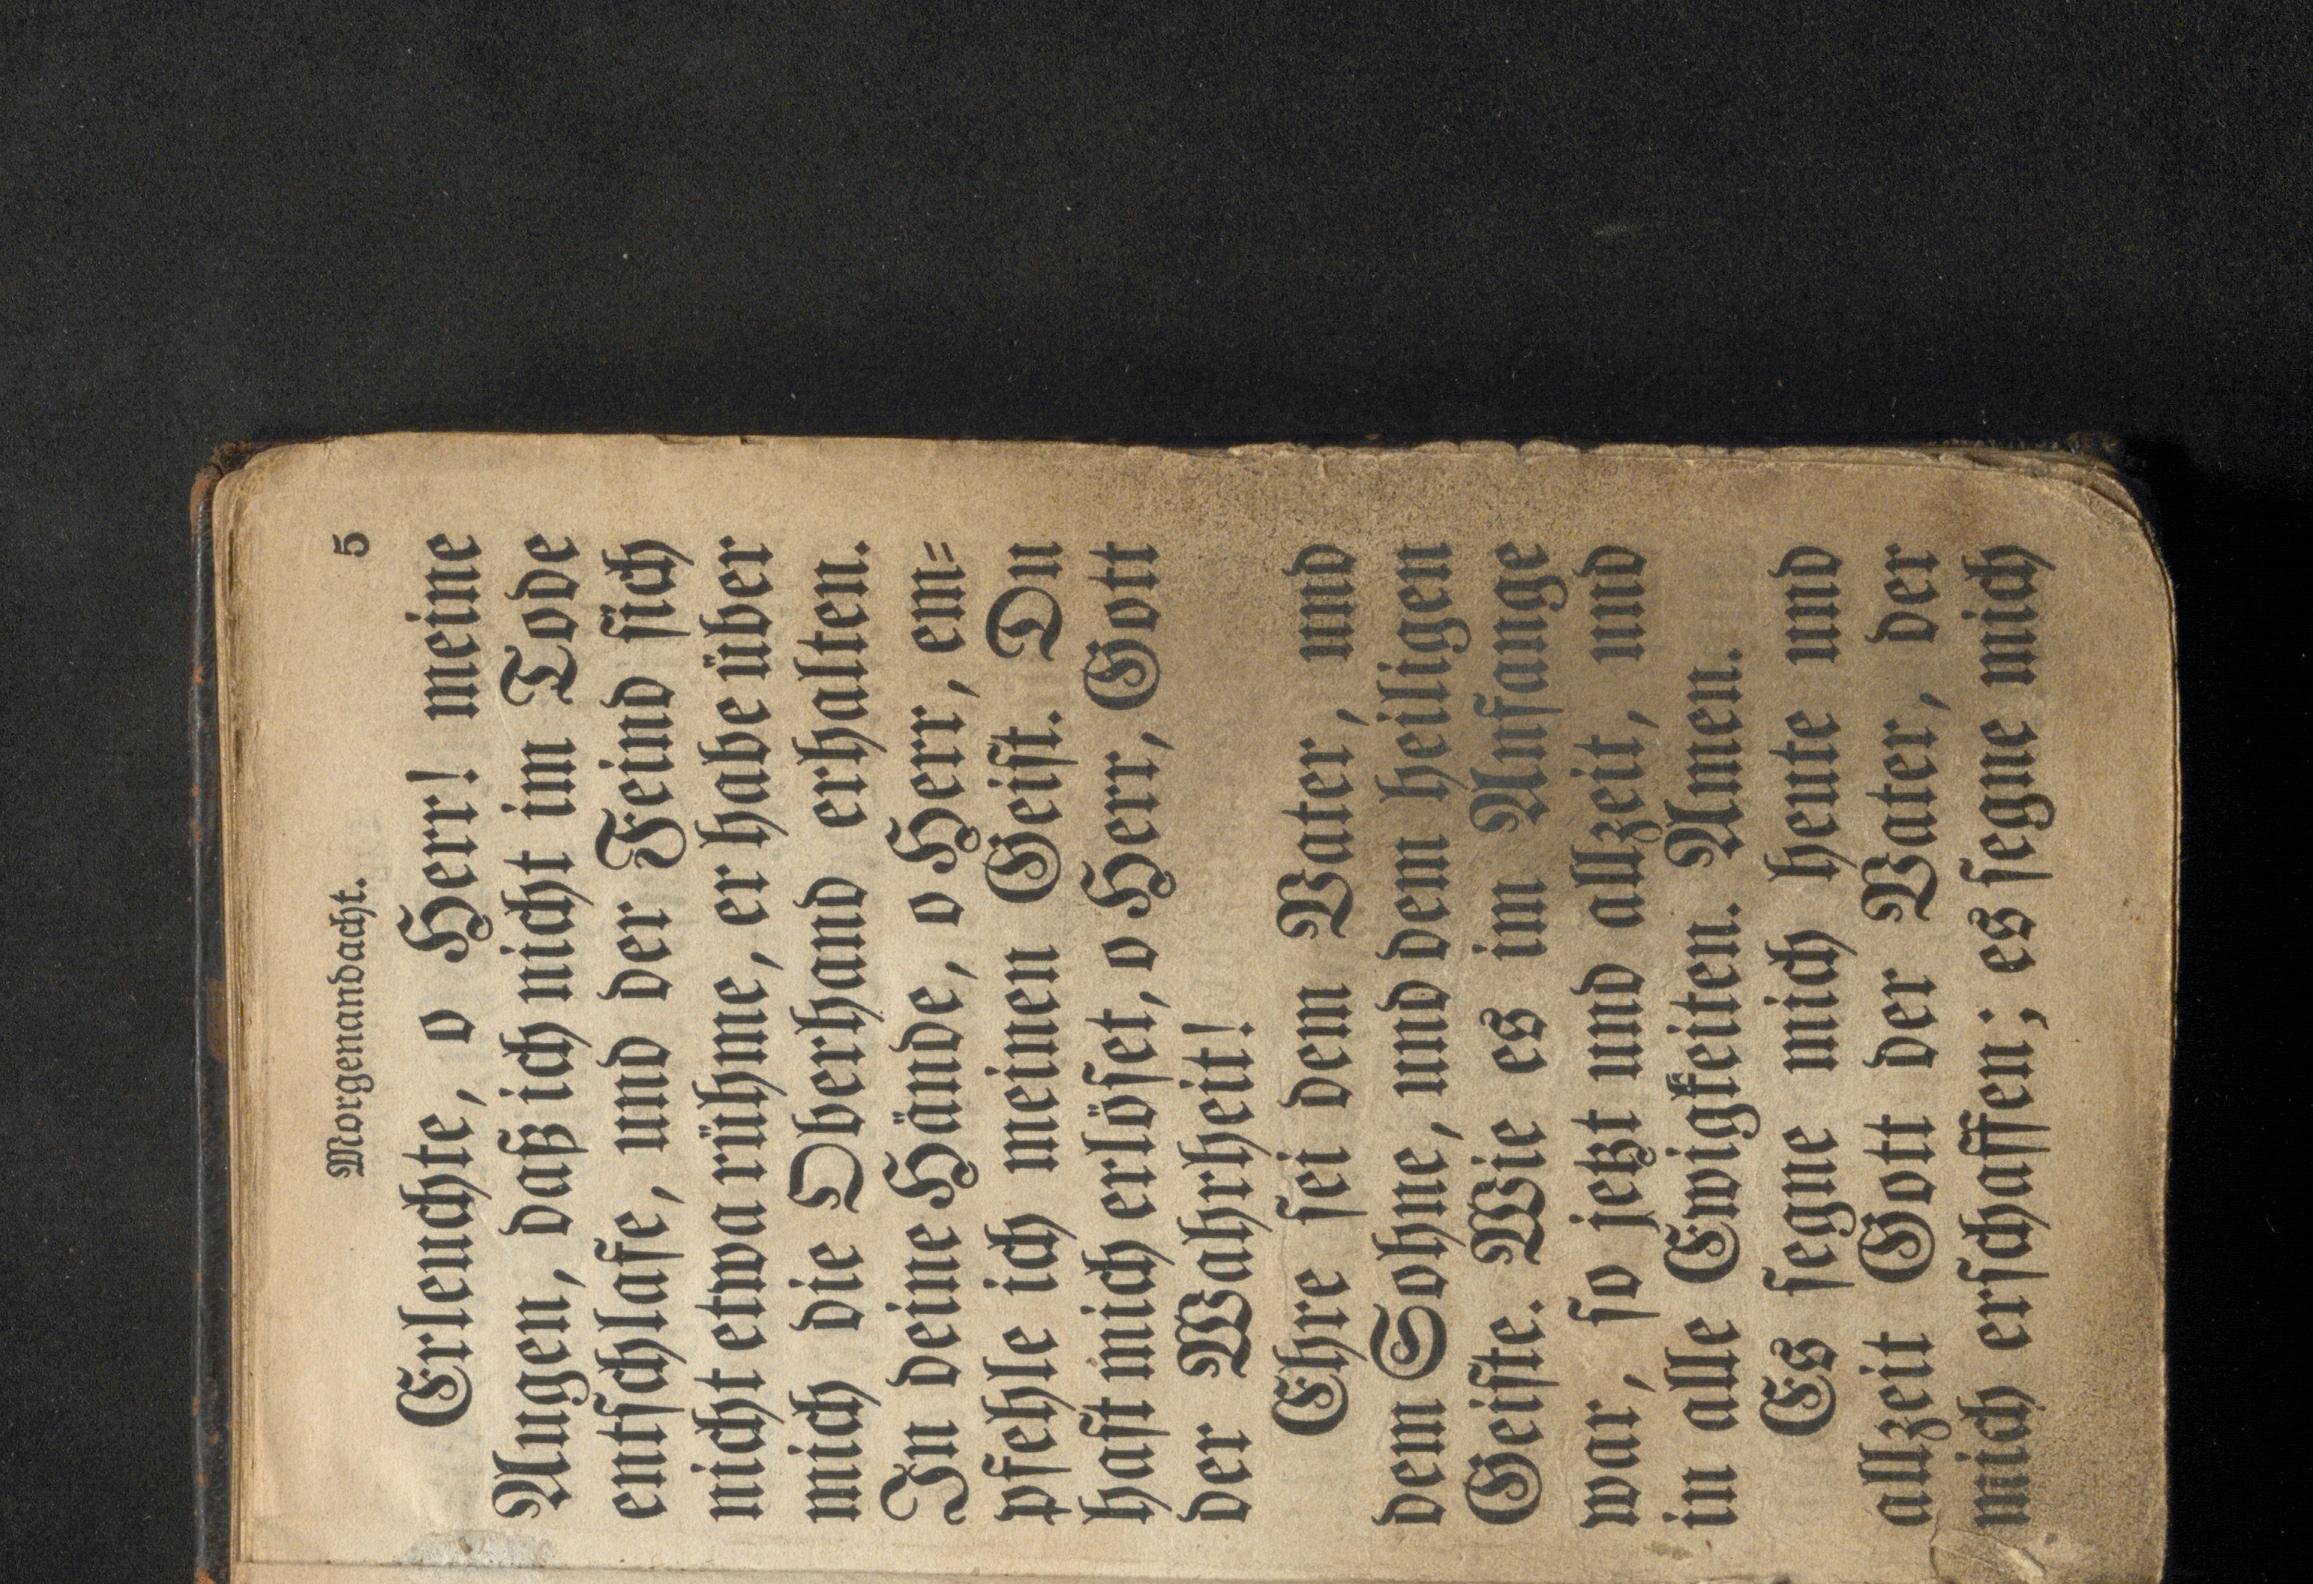 Morgenandacht. 5
Erleuchte, o Herr! meine
Augen, daß ich nicht im Tode
entschlafe, und der Feind sich
nicht etwa rühme, er habe über
mich die Oberhand erhalten.
In deine Hände, o Herr, em=
pfehle ich meinen Geist. Du
hast mich erlöset, o Herr, Gott
der Wahrheit!
Ehre sei dem Vater, und
dem Sohne, und dem heiligen
Geiste. Wie es im Anfange
war, so jetzt und allzeit, und
in alle Ewigkeiten. Amen.
Es segne mich heute und
allzeit Gott der Vater, der
mich erschaffen; es segne mich